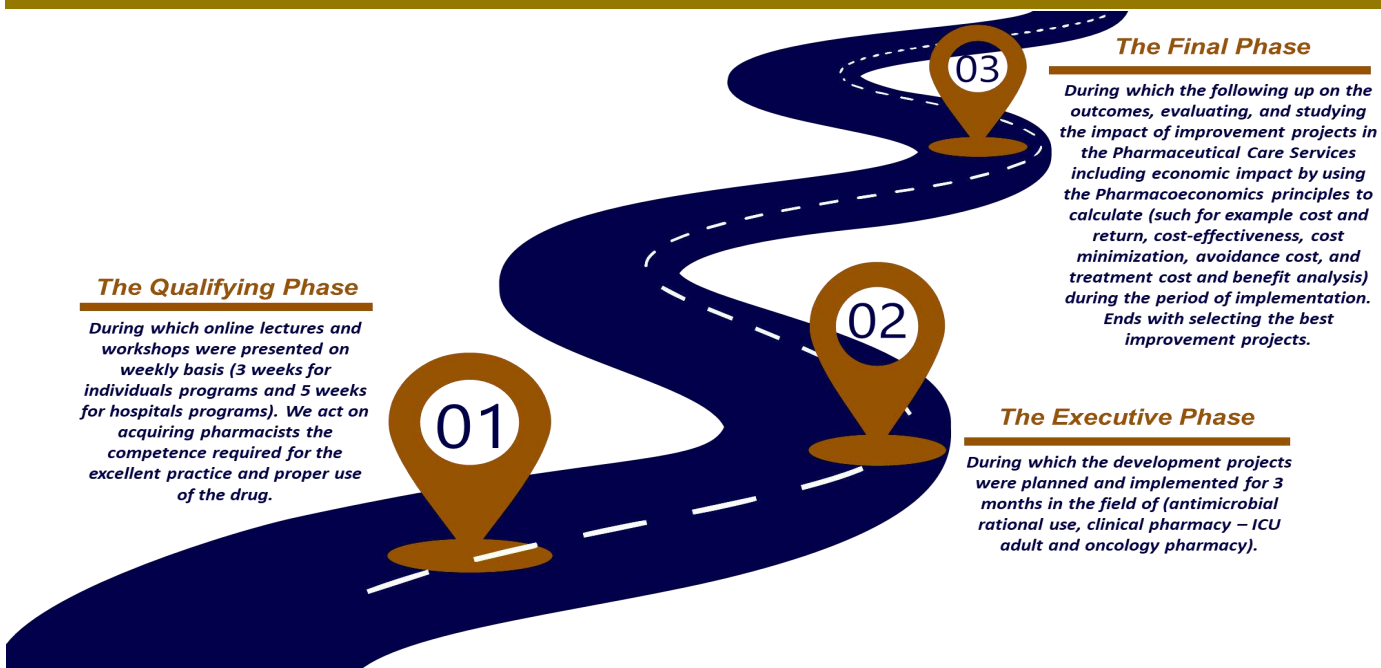 The Qualifying Phase
During which online lectures and
workshops were presented on
weekly basis (3 weeks for
individuals programs and 5 weeks
for hospitals programs). We act on
acquiring pharmacists the
competence required for the
excellent practice and proper use
of the drug.
01
02
The Executive Phase
During which the development projects
were planned and implemented for 3
months in the field of (antimicrobial
rational use, clinical pharmacy – ICU
adult and oncology pharmacy).
03
The Final Phase
During which the following up on the
outcomes, evaluating, and studying
the impact of improvement projects in
the Pharmaceutical Care Services
including economic impact by using
the Pharmacoeconomics principles to
calculate (such for example cost and
return, cost-effectiveness, cost
minimization, avoidance cost, and
treatment cost and benefit analysis)
during the period of implementation.
Ends with selecting the best
improvement projects.